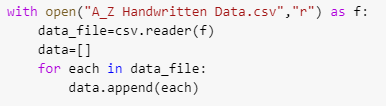 with open("A_Z Handwritten Data.csv","r") as f:
    data_file=csv.reader(f)
    data=[]
    for each in data_file:
        data.append(each)